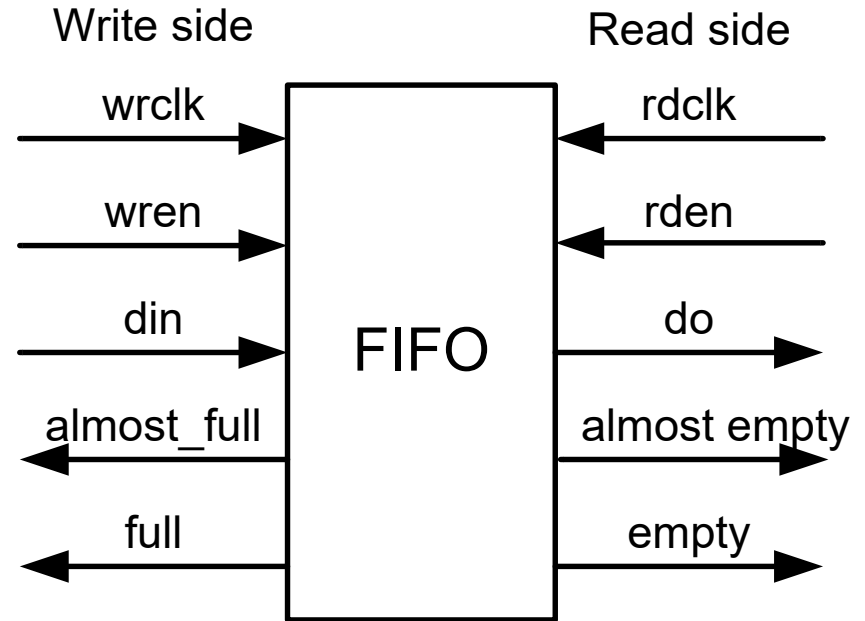 Write side
Read side
wrclk
rdclk
wren
rden
din
do
FIFO
almost_full
almost empty
full
empty